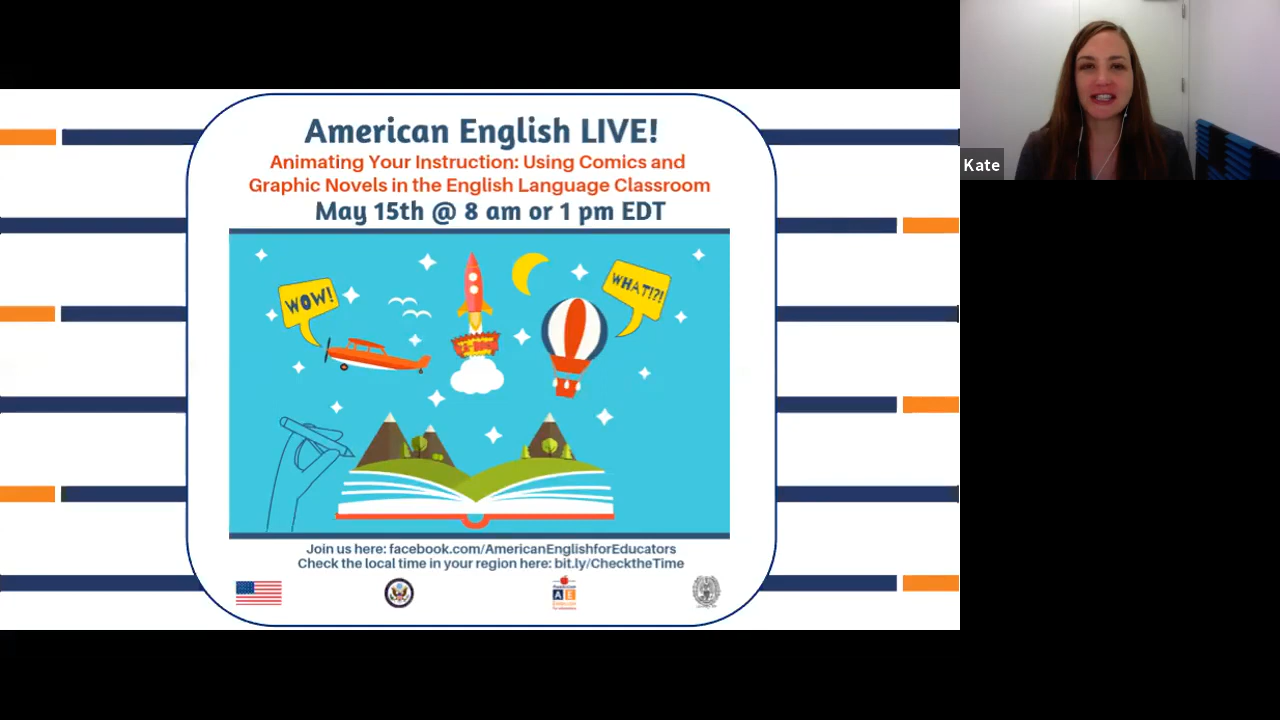 American English LIVE!
Animating Your Instruction: Using Comics and
Graphic Novels in the English Language Classroom
May 15th @ 8 am or 1 pm EDT
WOW!
WHAT!?!
Join us here: facebook.com/AmericanEnglishforEducators
Check the local time in your region here: bit.ly/ChecktheTime
A E
Kate